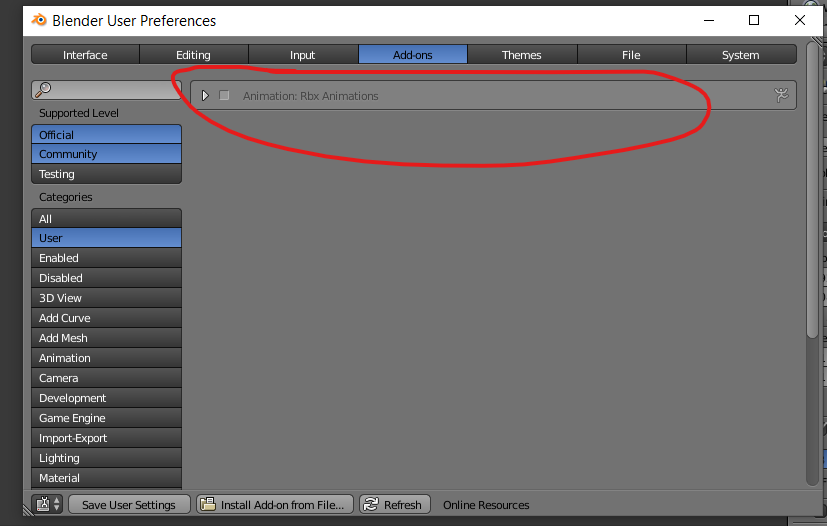 Blender User Preferences
Interface Editing Input Add-ons Themes File System
Animation: Rbx Animations
Supported Level
Official
Community
Testing
Categories
All
User
Enabled
Disabled
3D View
Add Curve
Add Mesh
Animation
Camera
Development
Game Engine
Import-Export
Lighting
Material
Save User Settings Install Add-on from File... Refresh Online Resources